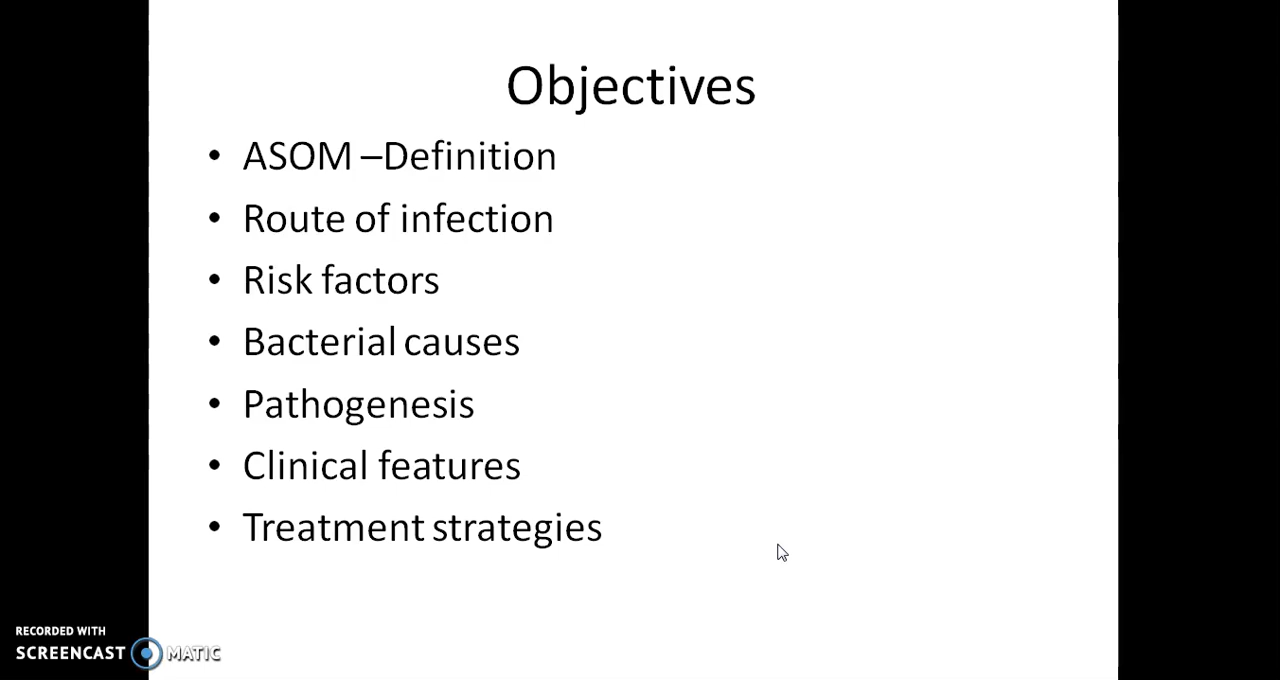 Objectives
• ASOM –Definition
• Route of infection
• Risk factors
• Bacterial causes
• Pathogenesis
• Clinical features
• Treatment strategies
RECORDED WITH
SCREENCAST MATIC